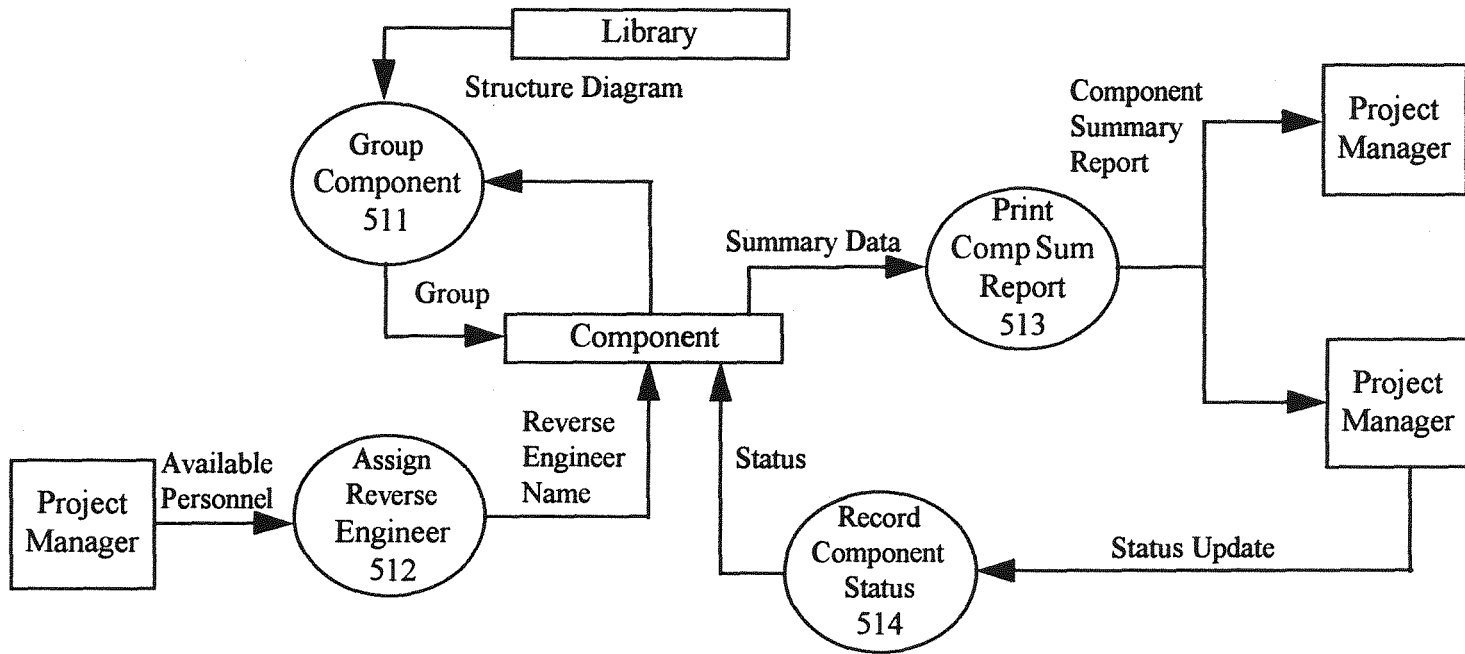 Library
Structure Diagram
Group
Component
511
Component
Summary
Report
Project
Manager
Summary Data
Print
Comp Sum
Report
513
Group
Component
Project
Manager
Reverse
Engineer
Name
Status
Available
Personnel
Assign
Reverse
Engineer
512
Project
Manager
Record
Component
Status
514
Status Update